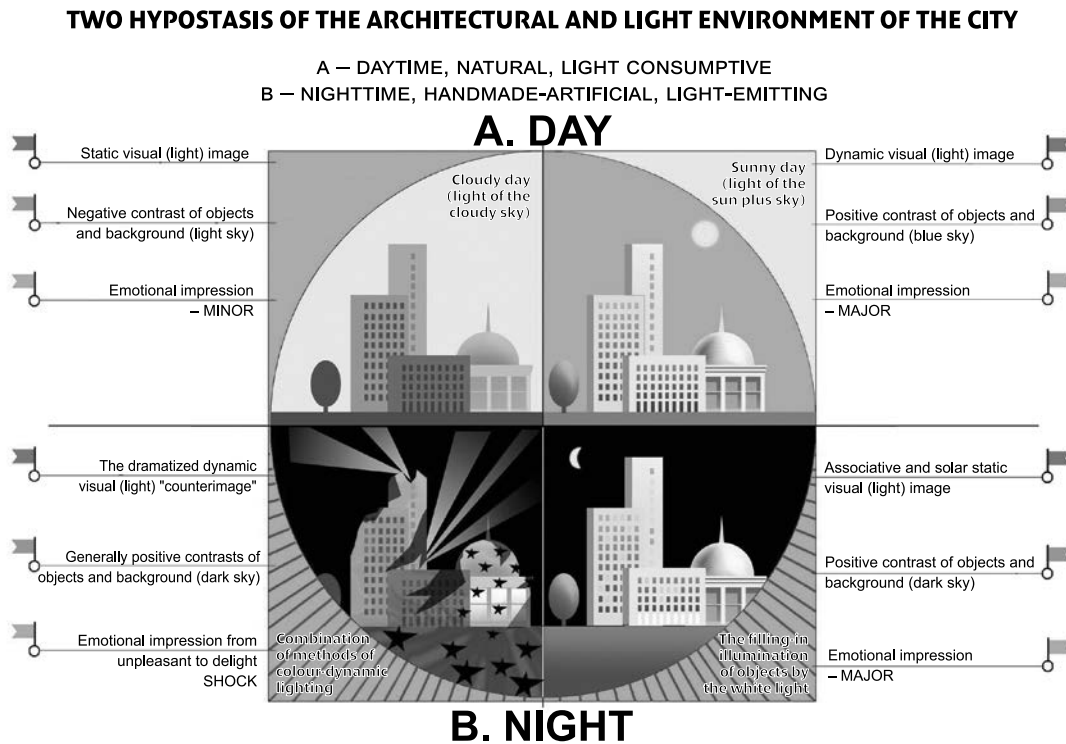 TWO HYPOSTASIS OF THE ARCHITECTURAL AND LIGHT ENVIRONMENT OF THE CITY
A – DAYTIME, NATURAL, LIGHT CONSUMPTIVE
B – NIGHTTIME, HANDMADE-ARTIFICIAL, LIGHT-EMITTING
A. DAY
Static visual (light) image
Negative contrast of objects
and background (light sky)
Emotional impression
– MINOR
Cloudy day
(light of the
cloudy sky)
Sunny day
(light of the
sun plus sky)
Dynamic visual (light) image
Positive contrast of objects and
background (blue sky)
Emotional impression
– MAJOR
The dramatized dynamic
visual (light) "counterimage"
Generally positive contrasts of
objects and background (dark sky)
Emotional impression from
unpleasant to delight
SHOCK
Combination
of methods of
colour-dynamic
lighting
The filling-in
illumination
of objects by
the white light
Associative and solar static
visual (light) image
Positive contrast of objects and
background (dark sky)
Emotional impression
– MAJOR
B. NIGHT